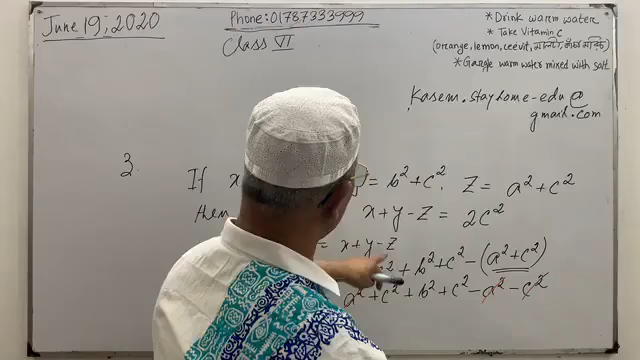 June 19, 2020
Phone: 01787333999
Class VI
* Drink warm water
* Take Vitamin C
(orange, lemon, ceevit,
* Gargle warm water mixed with salt
Kasem.stayhome-edu@
gmail.com
3. If x = b²+c², z = a²+c²
then x+y-z = 2c²
= x+y-z
+ b²+c² - (a²+c²)
a²+c²+b²+c²-a²-c²